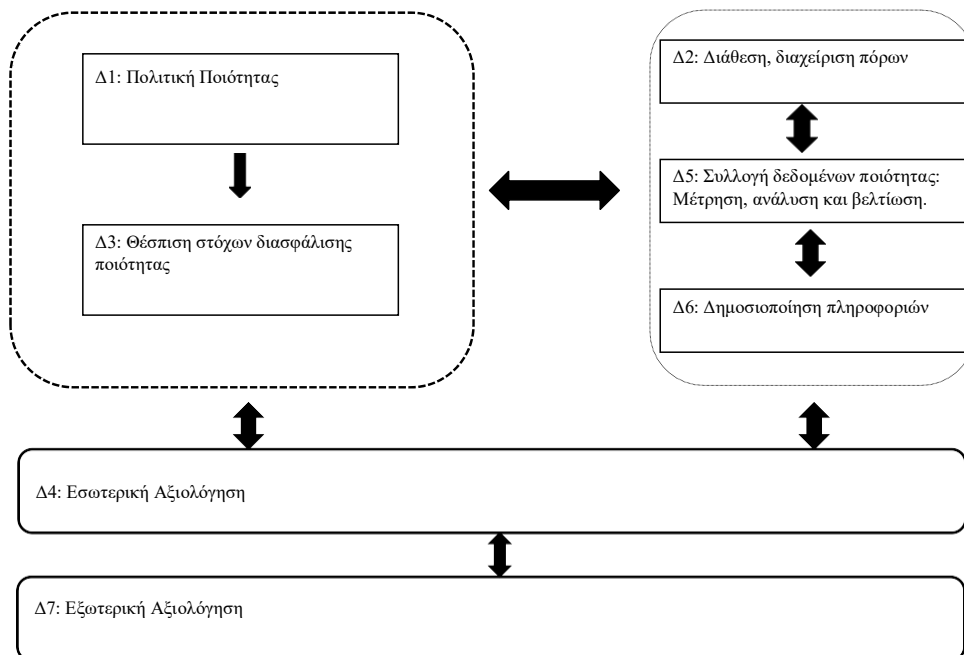 Δ1: Πολιτική Ποιότητας
Δ3: Θέσπιση στόχων διασφάλισης
ποιότητας
Δ2: Διάθεση, διαχείριση πόρων
Δ5: Συλλογή δεδομένων ποιότητας:
Μέτρηση, ανάλυση και βελτίωση.
Δ6: Δημοσιοποίηση πληροφοριών
Δ4: Εσωτερική Αξιολόγηση
Δ7: Εξωτερική Αξιολόγηση